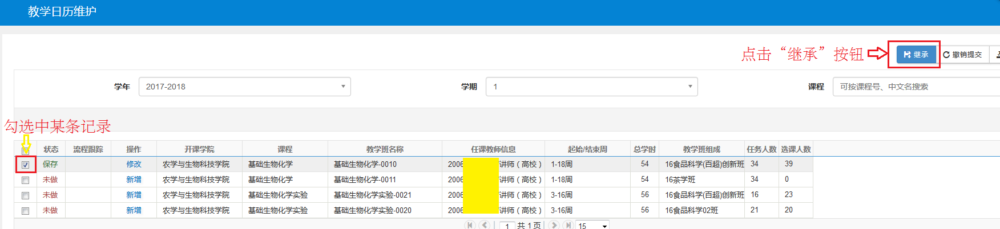 教学日历维护
点击“继承”按钮
继承 撤销提交
学年 2017-2018 学期 1 课程 可按课程号、中文名搜索
勾选中某条记录
状态 流程跟踪 操作 开课学院 课程 教学班名称 任课教师信息 起始/结束周 总学时 教学班组成 任务人数 选课人数
保存 修改 农学与生物科技学院 基础生物化学 基础生物化学-0010 2006 讲师（高校） 1-18周 54 16食品科学(百超)创新班 34 39
未做 新增 农学与生物科技学院 基础生物化学 基础生物化学-0011 2006 讲师（高校） 1-18周 54 16茶学班 34 0
未做 新增 农学与生物科技学院 基础生物化学实验 基础生物化学实验-0021 2006 讲师（高校） 3-16周 56 16食品科学(百超)创新班 16 23
未做 新增 农学与生物科技学院 基础生物化学实验 基础生物化学实验-0020 2006 讲师（高校） 3-16周 56 16食品科学02班 21 20
1 共 1 页 15